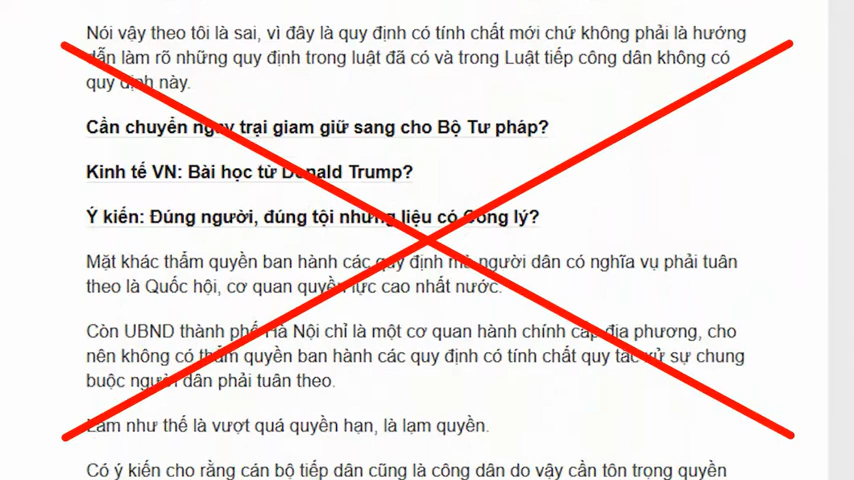 Nói vậy theo tôi là sai, vì đây là quy định có tính chất mới chứ không phải là hướng
dẫn làm rõ những quy định trong luật đã có và trong Luật tiếp công dân không có
quy định này.
Cần chuyển ngay trại giam giữ sang cho Bộ Tư pháp?
Kinh tế VN: Bài học từ Donald Trump?
Ý kiến: Đúng người, đúng tội nhưng liệu có Công lý?
Mặt khác thẩm quyền ban hành các quy định mà người dân có nghĩa vụ phải tuân
theo là Quốc hội, cơ quan quyền lực cao nhất nước.
Còn UBND thành phố Hà Nội chỉ là một cơ quan hành chính cấp địa phương, cho
nên không có thẩm quyền ban hành các quy định có tính chất quy tắc xử sự chung
buộc người dân phải tuân theo.
Làm như thế là vượt quá quyền hạn, là lạm quyền.
Có ý kiến cho rằng cán bộ tiếp dân cũng là công dân do vậy cần tôn trọng quyền